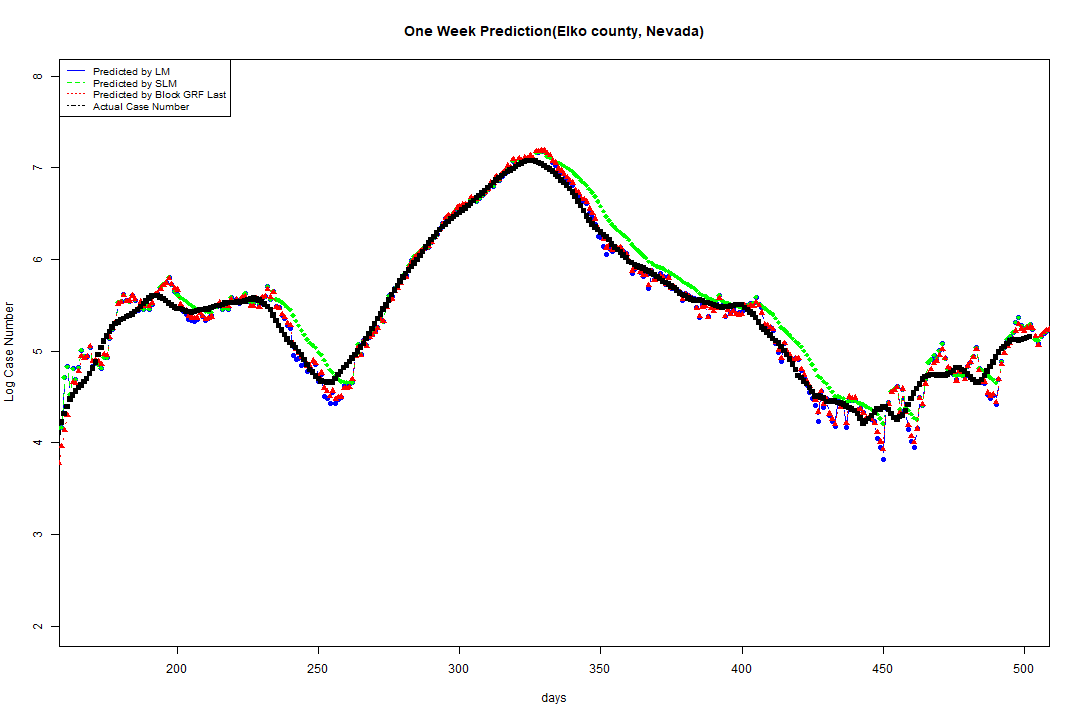 One Week Prediction(Elko county, Nevada)
Predicted by LM
Predicted by SLM
Predicted by Block GRF Last
Actual Case Number
8
7
6
5
4
3
2
Log Case Number
200 250 300 350 400 450 500
days